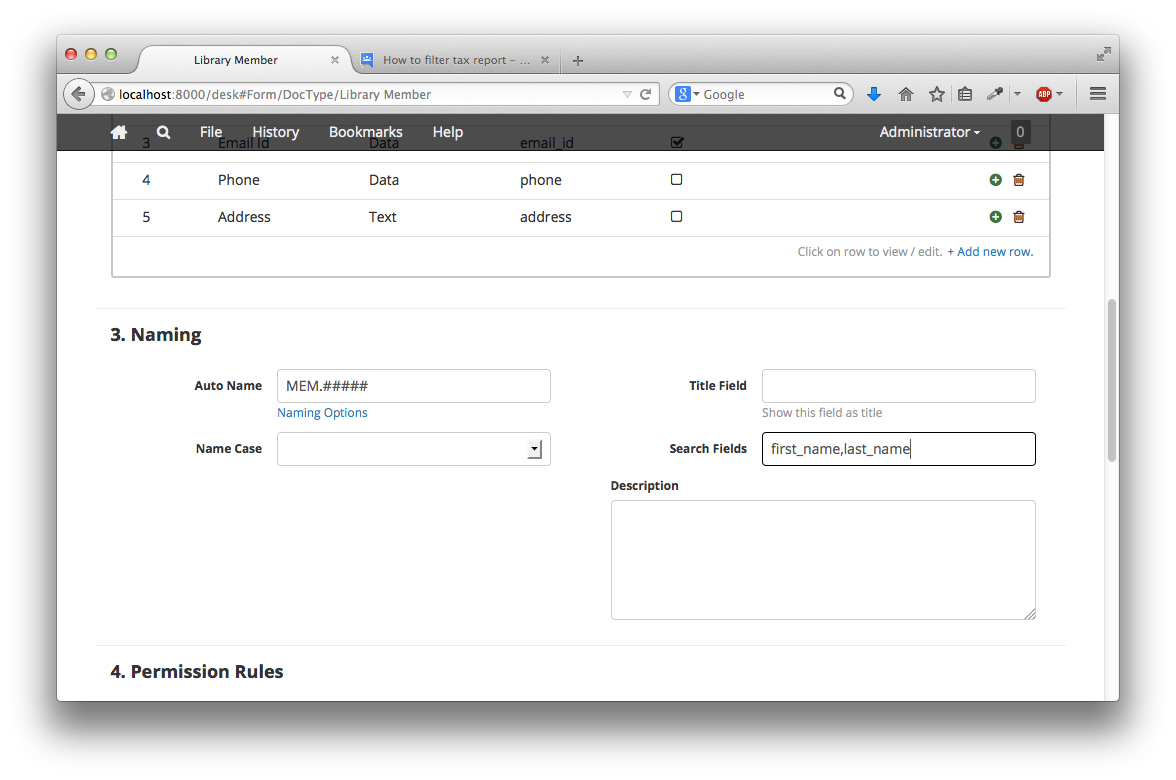 Library Member
How to filter tax report – ...
localhost:8000/desk#Form/DocType/Library Member
8 Google
ABP
File History Bookmarks Help Administrator 0
3 Email Id Data email_id
4 Phone Data phone
5 Address Text address
Click on row to view / edit. + Add new row.
3. Naming
Auto Name MEM.##### Title Field
Naming Options Show this field as title
Name Case Search Fields first_name,last_name
Description
4. Permission Rules